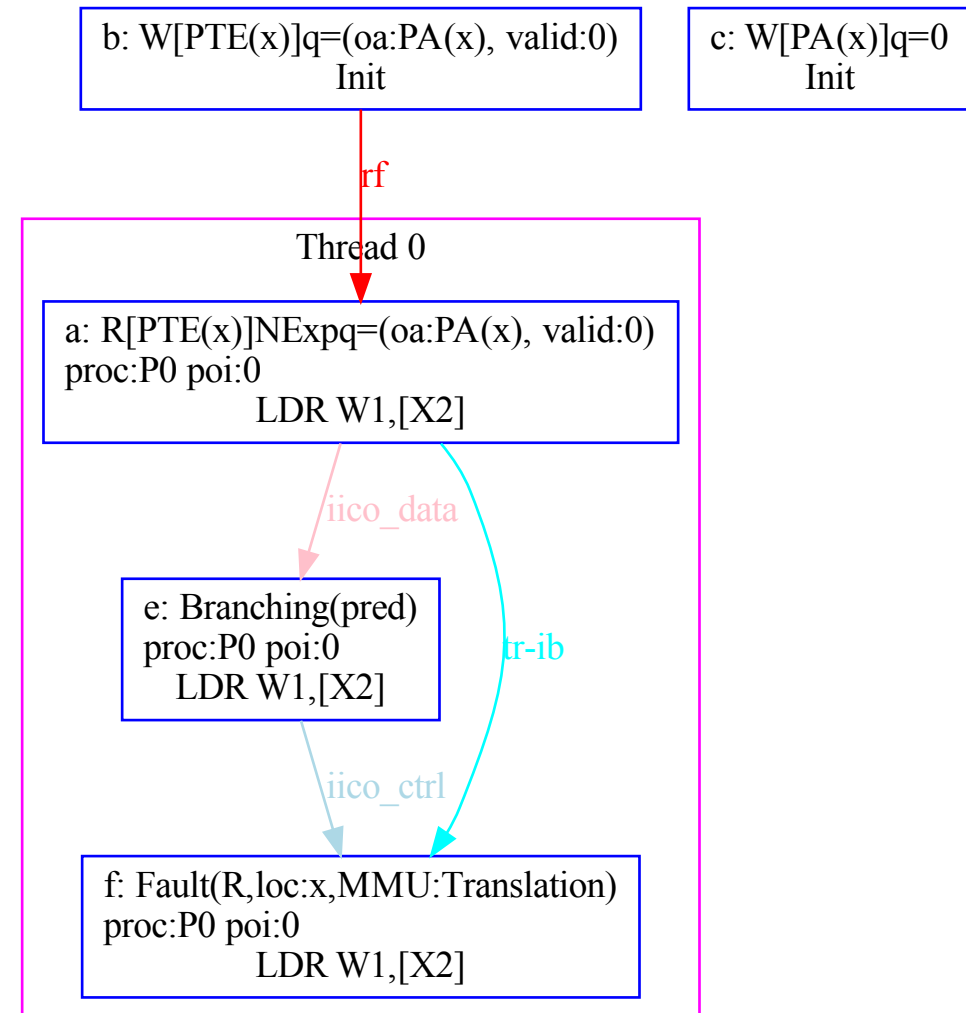 b: W[PTE(x)]q=(oa:PA(x), valid:0)
Init
c: W[PA(x)]q=0
Init
rf
Thread 0
a: R[PTE(x)]NExpq=(oa:PA(x), valid:0)
proc:P0 poi:0
LDR W1,[X2]
iico_data
e: Branching(pred)
proc:P0 poi:0
LDR W1,[X2]
tr-ib
iico_ctrl
f: Fault(R,loc:x,MMU:Translation)
proc:P0 poi:0
LDR W1,[X2]